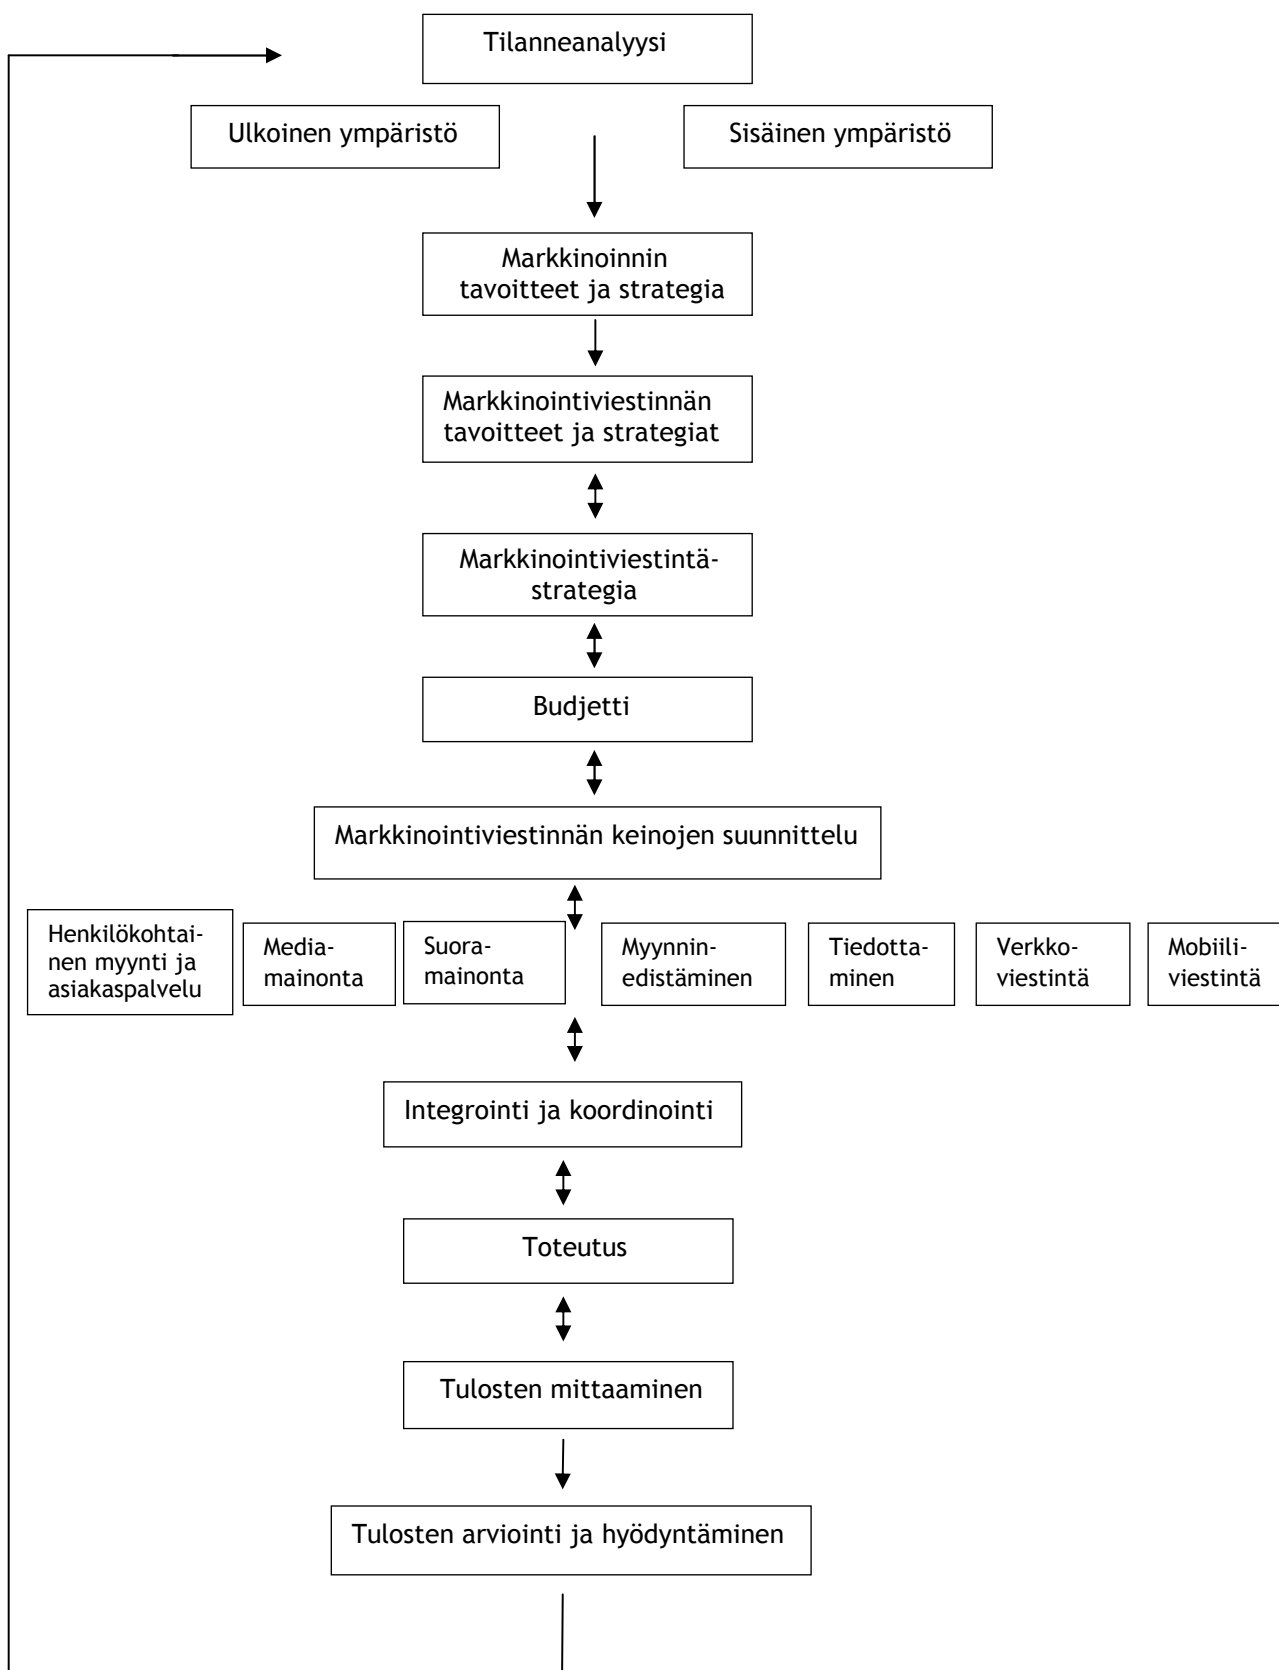 Tilanneanalyysi
Ulkoinen ympäristö
Sisäinen ympäristö
Markkinoinnin
tavoitteet ja strategia
Markkinointiviestinnän
tavoitteet ja strategiat
Markkinointiviestintä-
strategia
Budjetti
Markkinointiviestinnän keinojen suunnittelu
Henkilökohtai-
nen myynti ja
asiakaspalvelu
Media-
mainonta
Suora-
mainonta
Myynnin-
edistäminen
Tiedotta-
minen
Verkko-
viestintä
Mobiili-
viestintä
Integrointi ja koordinointi
Toteutus
Tulosten mittaaminen
Tulosten arviointi ja hyödyntäminen